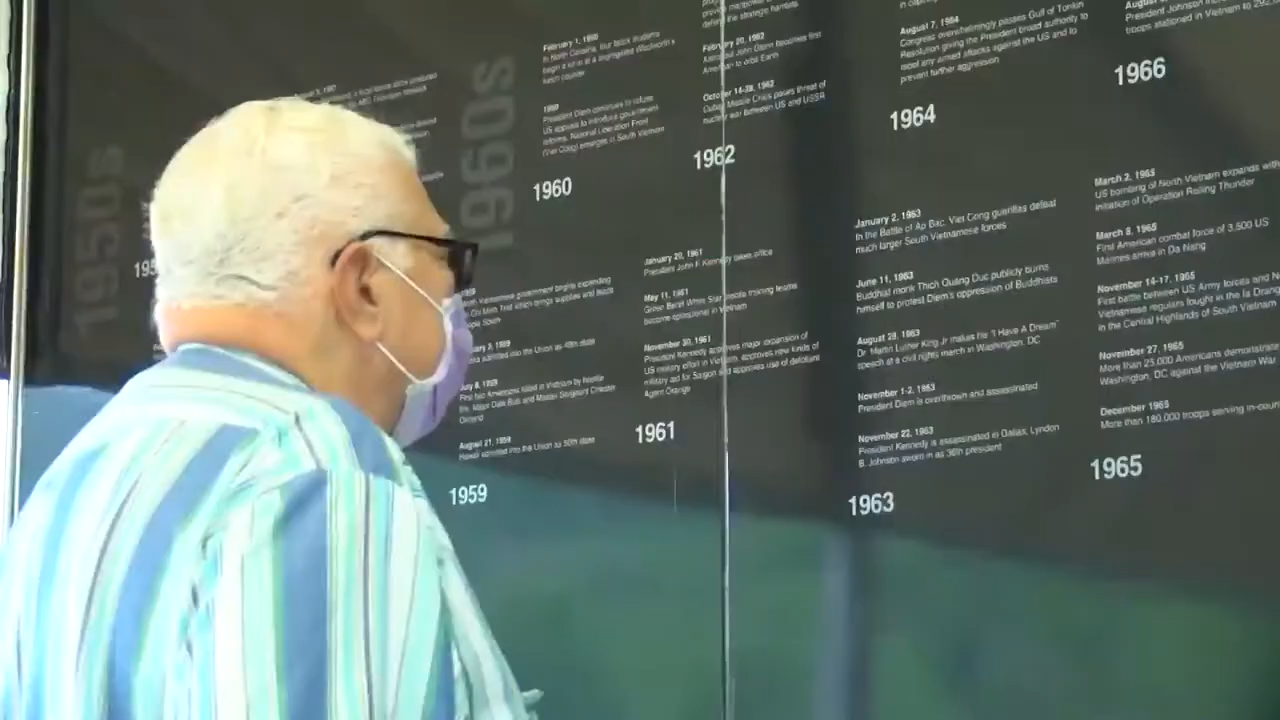 1950s
1960s
1959
July 8, 1959
First two Americans killed in Vietnam by hostile
August 21, 1959
Hawaii admitted into the Union as 50th state
1959
February 1, 1960
In North Carolina, four black students
begin a sit-in at a segregated Woolworth's
lunch counter
1960
President Diem continues to refuse
US appeals to introduce government
reforms. National Liberation Front
(Viet Cong) emerges in South Vietnam
1960
January 20, 1961
President John F. Kennedy takes office
May 11, 1961
Green Beret White Star mobile training teams
become operational in Vietnam
November 30, 1961
President Kennedy approves major expansion of
US military effort in Vietnam, approves new kinds of
military aid for Saigon and approves use of defoliant
Agent Orange
1961
defend the strategic hamlets
February 20, 1962
Astronaut John Glenn becomes first
American to orbit Earth
October 14-28, 1962
Cuban Missile Crisis poses threat of
nuclear war between US and USSR
1962
January 2, 1963
In the Battle of Ap Bac, Viet Cong guerillas defeat
much larger South Vietnamese forces
June 11, 1963
Buddhist monk Thich Quang Duc publicly burns
himself to protest Diem's oppression of Buddhists
August 28, 1963
Dr. Martin Luther King Jr makes his "I Have A Dream"
speech at a civil rights march in Washington, DC
November 1-2, 1963
President Diem is overthrown and assassinated
November 22, 1963
President Kennedy is assassinated in Dallas; Lyndon
B. Johnson sworn in as 36th president
1963
August 7, 1964
Congress overwhelmingly passes Gulf of Tonkin
Resolution giving the President broad authority to
repel any armed attacks against the US and to
prevent further aggression
1964
March 2, 1965
US bombing of North Vietnam expands with
initiation of Operation Rolling Thunder
March 8, 1965
First American combat force of 3,500 US
Marines arrive in Da Nang
November 14-17, 1965
First battle between US Army forces and
Vietnamese regulars fought in the Ia Drang
in the Central Highlands of South Vietnam
November 27, 1965
More than 25,000 Americans demonstrate
Washington, DC against the Vietnam War
December 1965
More than 180,000 troops serving
1965
President Johnson
troops stationed in Vietnam to
1966